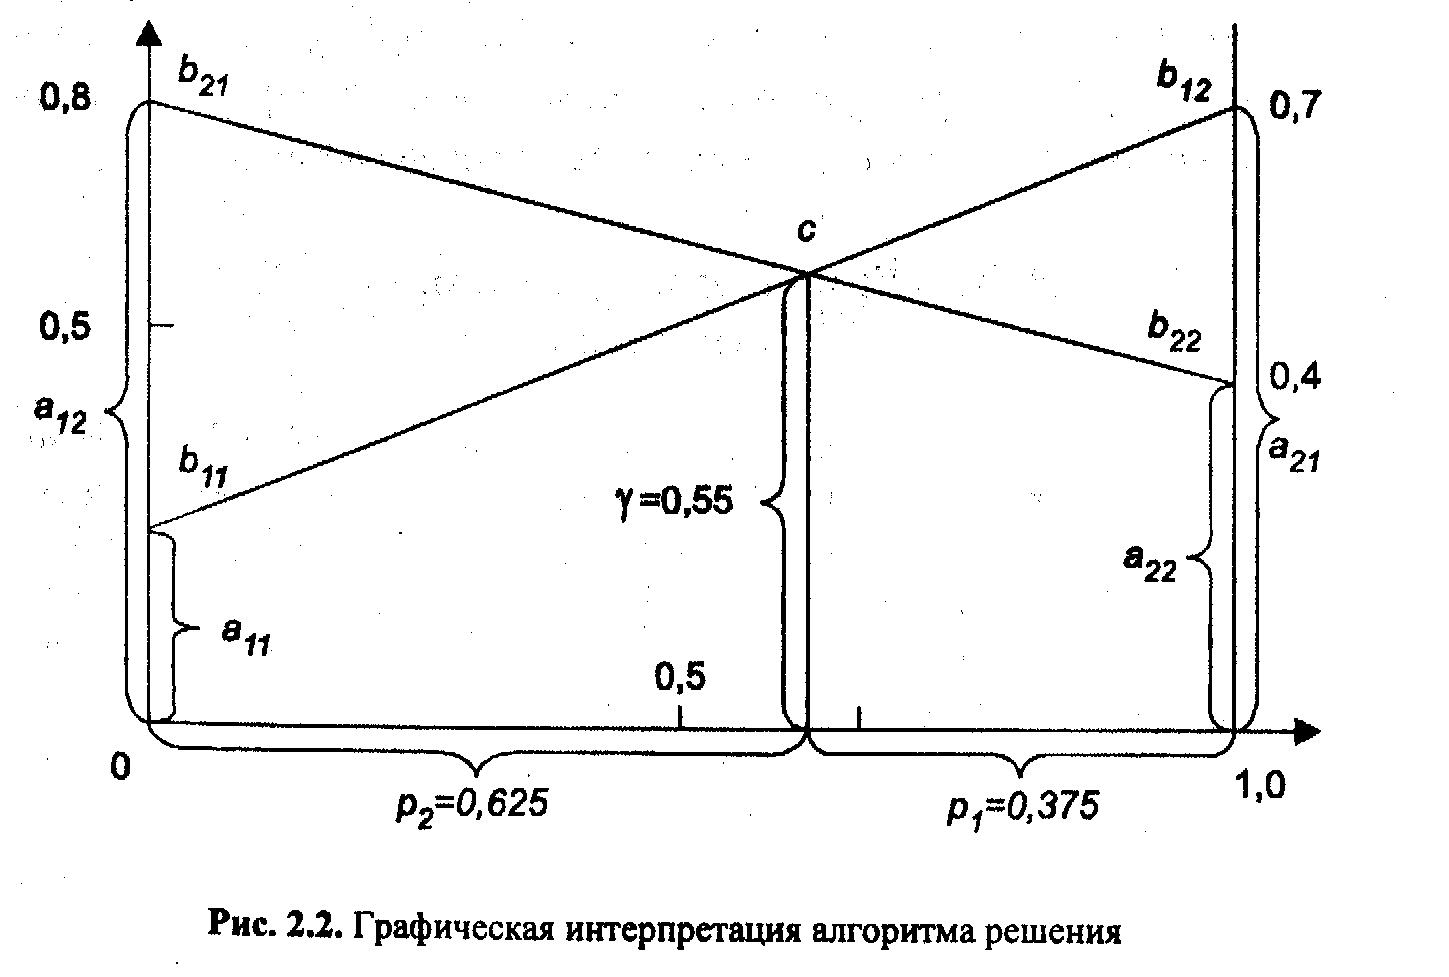 b21
b12
0,8
0,7
c
0,5
b22
0,4
a12
a21
b11
γ=0,55
a22
a11
0,5
0
1,0
p2=0,625
p1=0,375
Рис. 2.2. Графическая интерпретация алгоритма решения